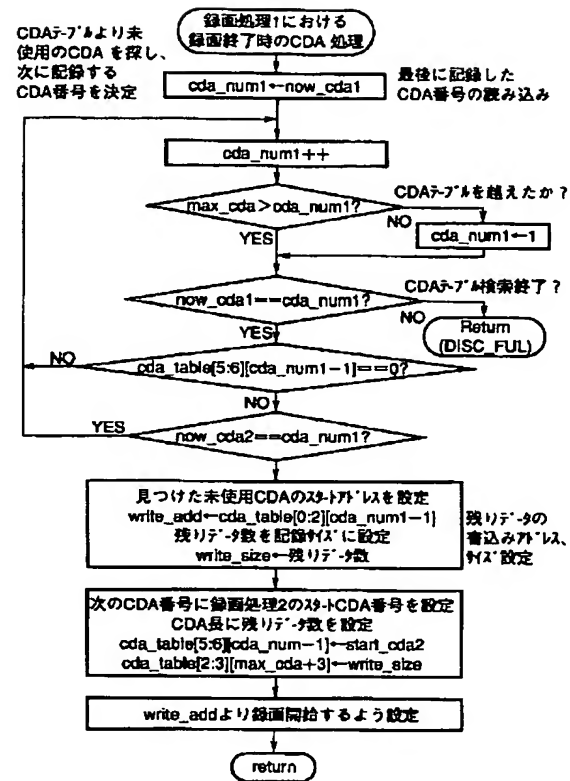 CDAﾃｰﾌﾞﾙより未
使用のCDA を探し、
次に記録する
CDA番号を決定
録画処理1における
録画終了時のCDA 処理
cda_num1←now_cda1
最後に記録した
CDA番号の読み込み
cda_num1++
max_cda>cda_num1?
CDAﾃｰﾌﾞﾙを越えたか？
NO
YES
cda_num1←1
now_cda1==cda_num1?
CDAﾃｰﾌﾞﾙ検索終了？
NO
YES
Return
(DISC_FUL)
cda_table[5:6][cda_num1-1]==0?
NO
NO
now_cda2==cda_num1?
YES
見つけた未使用CDAのｽﾀｰﾄｱﾄﾞﾚｽを設定
write_add←cda_table[0:2][cda_num1-1]
残りﾃﾞｰﾀ数を記録ｻｲｽﾞに設定
write_size←残りﾃﾞｰﾀ数
残りﾃﾞｰﾀの
書込みｱﾄﾞﾚｽ、
ｻｲｽﾞ設定
次のCDA番号に録画処理2のｽﾀｰﾄCDA番号を設定
CDA長に残りﾃﾞｰﾀ数を設定
cda_table[5:6][cda_num-1]←start_cda2
cda_table[2:3][max_cda+3]←write_size
write_addより録画開始するよう設定
return